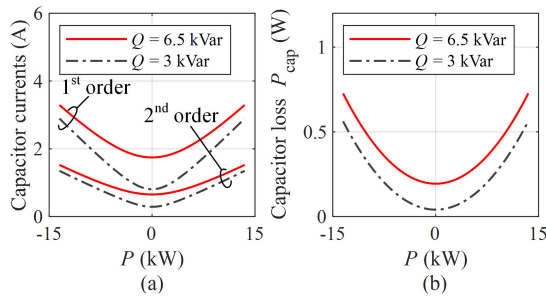 Capacitor currents (A)
6
4
2
0
Q = 6.5 kVar
Q = 3 kVar
1st order
2nd order
-15
0
15
P (kW)
(a)
Capacitor loss Pcap (W)
1
0.5
0
Q = 6.5 kVar
Q = 3 kVar
-15
0
15
P (kW)
(b)